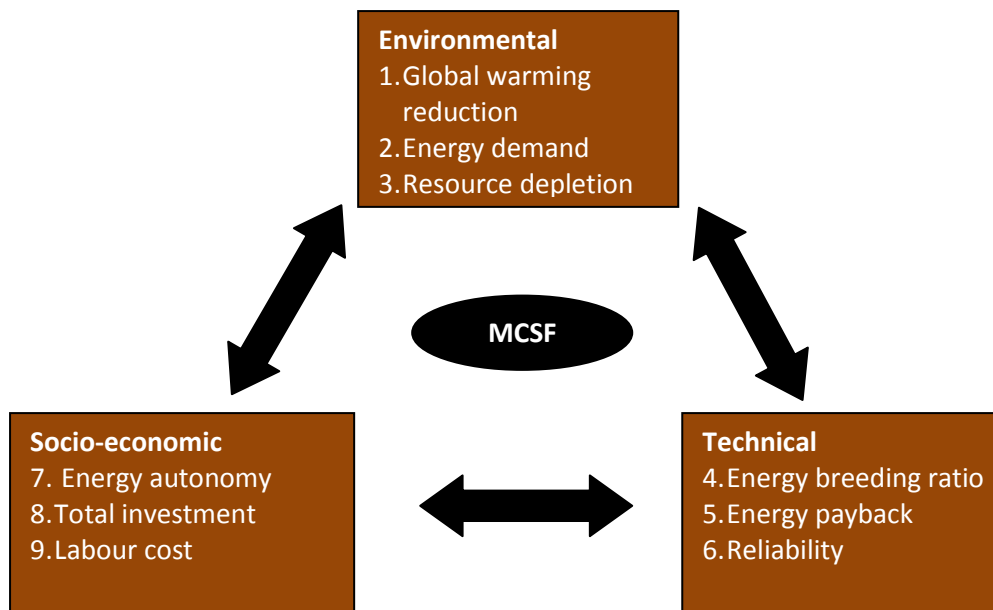 Environmental
1.Global warming
reduction
2.Energy demand
3.Resource depletion
MCSF
Socio-economic
7. Energy autonomy
8.Total investment
9.Labour cost
Technical
4.Energy breeding ratio
5.Energy payback
6.Reliability